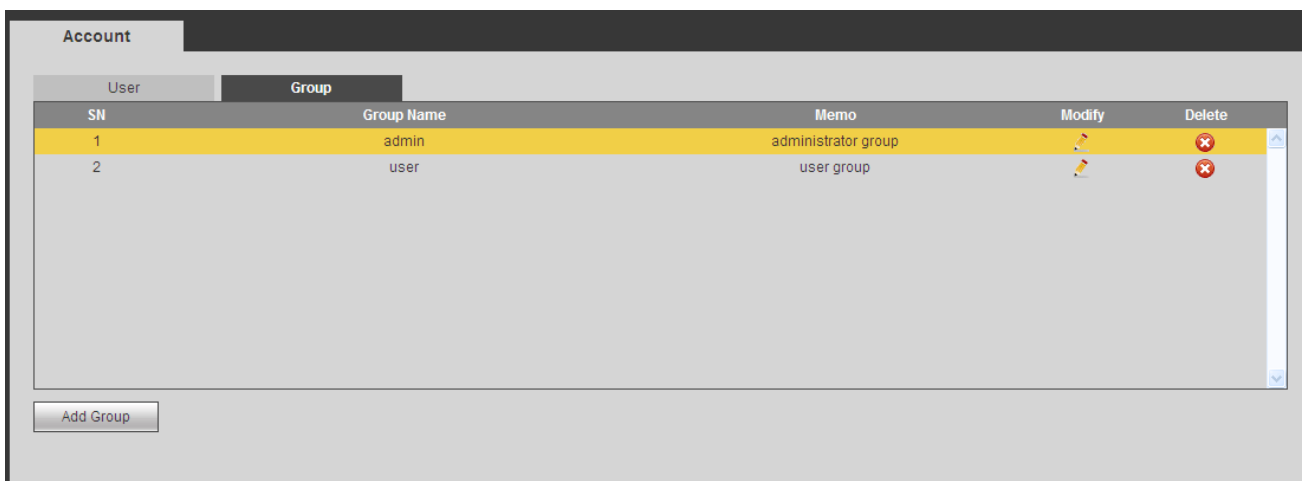 Account
User Group
SN Group Name Memo Modify Delete
1 admin administrator group
2 user user group
Add Group